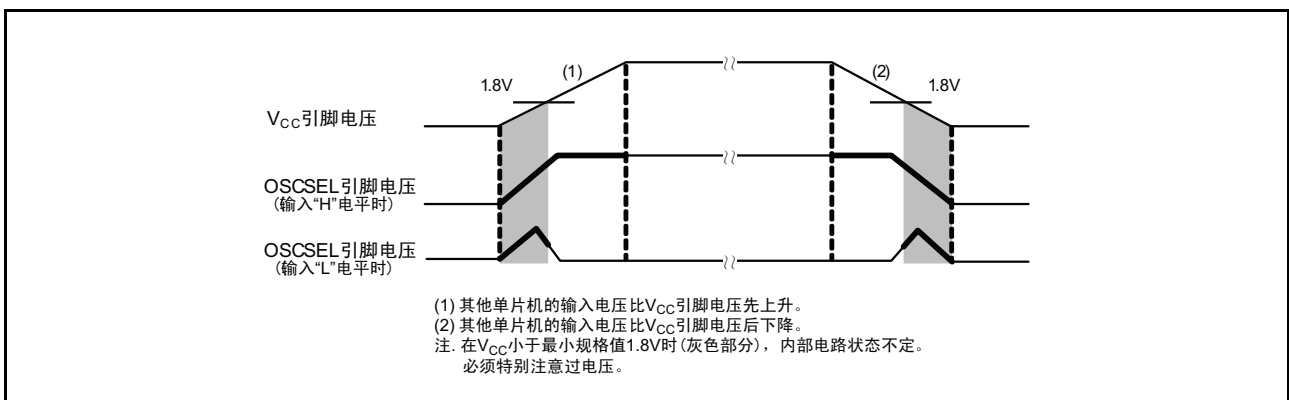 1.8V
(1)
(2)
1.8V
VCC引脚电压
OSCSEL引脚电压
(输入“H”电平时)
OSCSEL引脚电压
(输入“L”电平时)
(1) 其他单片机的输入电压比VCC引脚电压先上升。
(2) 其他单片机的输入电压比VCC引脚电压后下降。
注. 在VCC小于最小规格值1.8V时(灰色部分)，内部电路状态不定。
必须特别注意过电压。